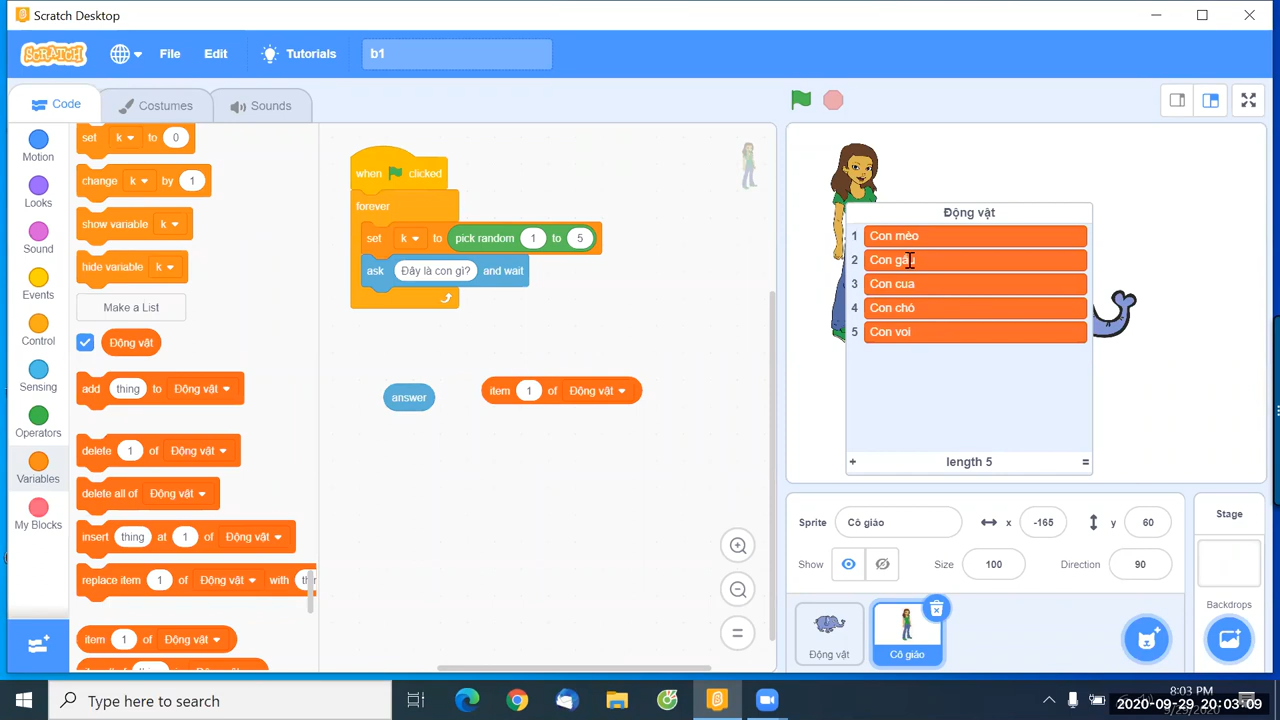 Scratch Desktop
SCRATCH
File
Edit
Tutorials
b1
Code
Costumes
Sounds
Motion
Looks
Sound
Events
Control
Sensing
Operators
Variables
My Blocks
set k to 0
change k by 1
show variable k
hide variable k
Make a List
Động vật
add thing to Động vật
delete 1 of Động vật
delete all of Động vật
insert thing at 1 of Động vật
replace item 1 of Động vật with
item 1 of Động vật
when clicked
forever
set k to pick random 1 to 5
ask Đây là con gì? and wait
answer
item 1 of Động vật
Động vật
1 Con mèo
2 Con gấu
3 Con cua
4 Con chó
5 Con voi
+ length 5 =
Sprite Cô giáo x -165 y 60
Show Size 100 Direction 90
Động vật
Cô giáo
Stage
Backdrops
Type here to search
8:03 PM
2020-09-29 20:03:09